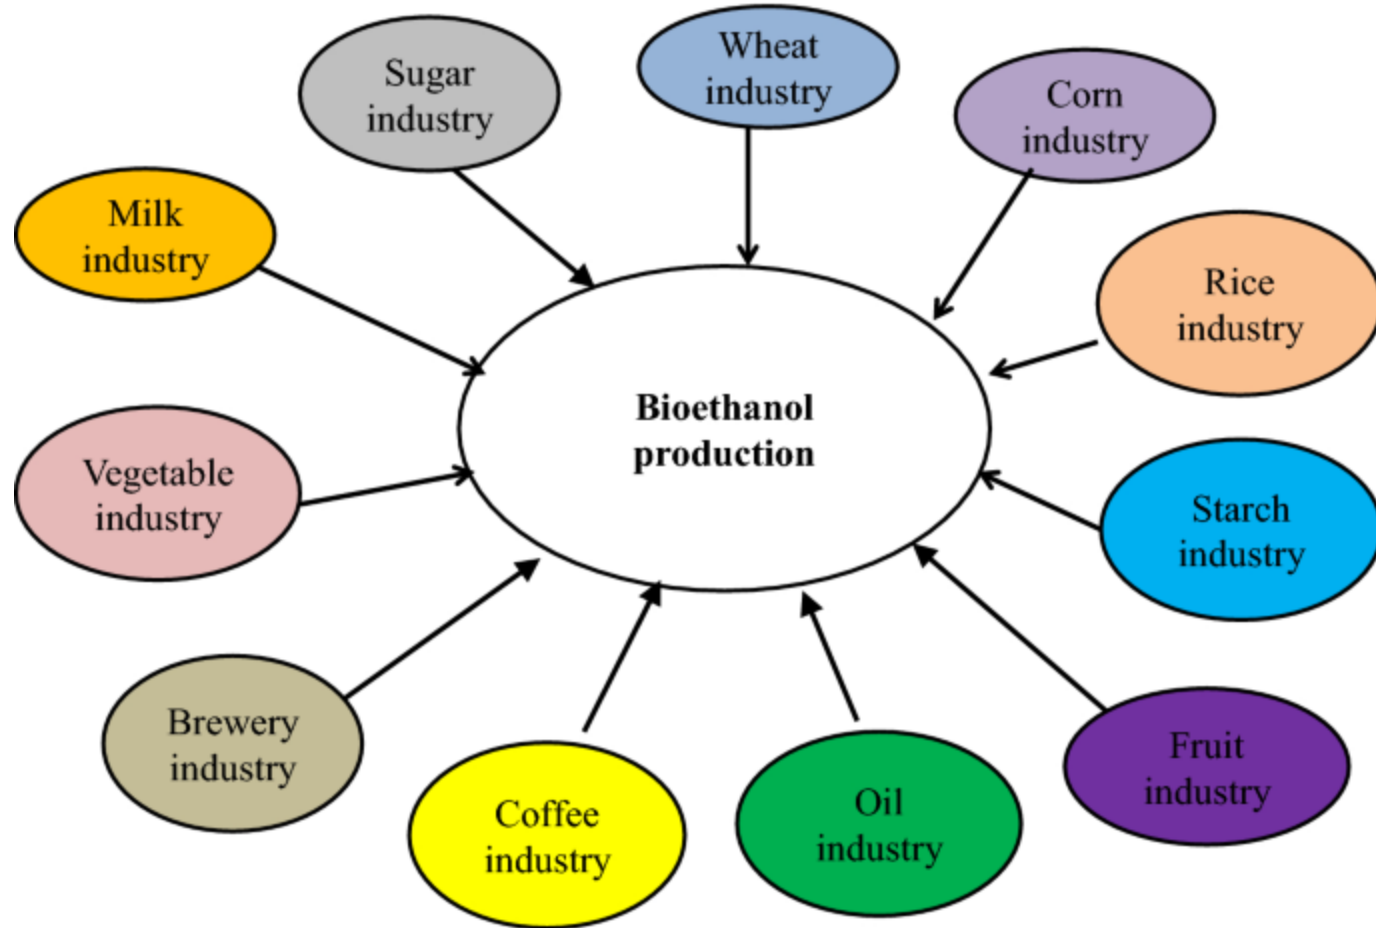 Wheat
industry
Sugar
industry
Corn
industry
Milk
industry
Rice
industry
Bioethanol
production
Vegetable
industry
Starch
industry
Brewery
industry
Fruit
industry
Coffee
industry
Oil
industry